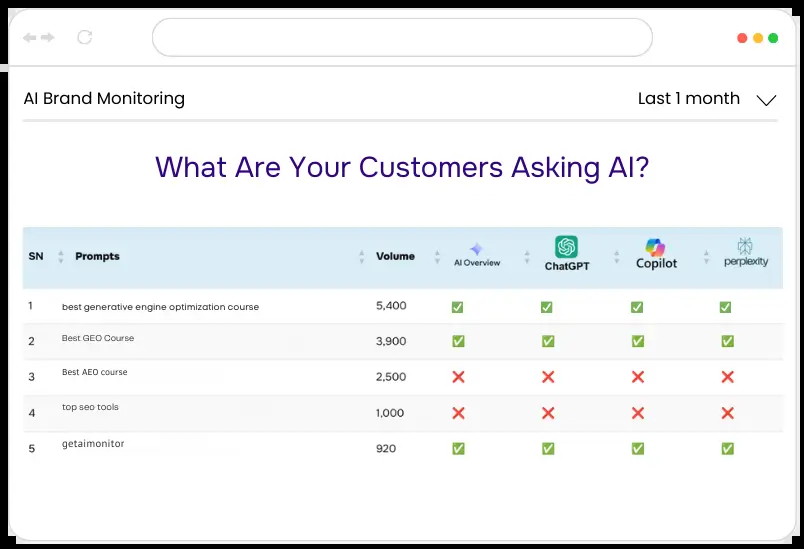 AI Brand Monitoring Last 1 month
What Are Your Customers Asking AI?
SN Prompts Volume AI Overview ChatGPT Copilot perplexity
1 best generative engine optimization course 5,400
2 Best GEO Course 3,900
3 Best AEO course 2,500
4 top seo tools 1,000
5 getaimonitor 920